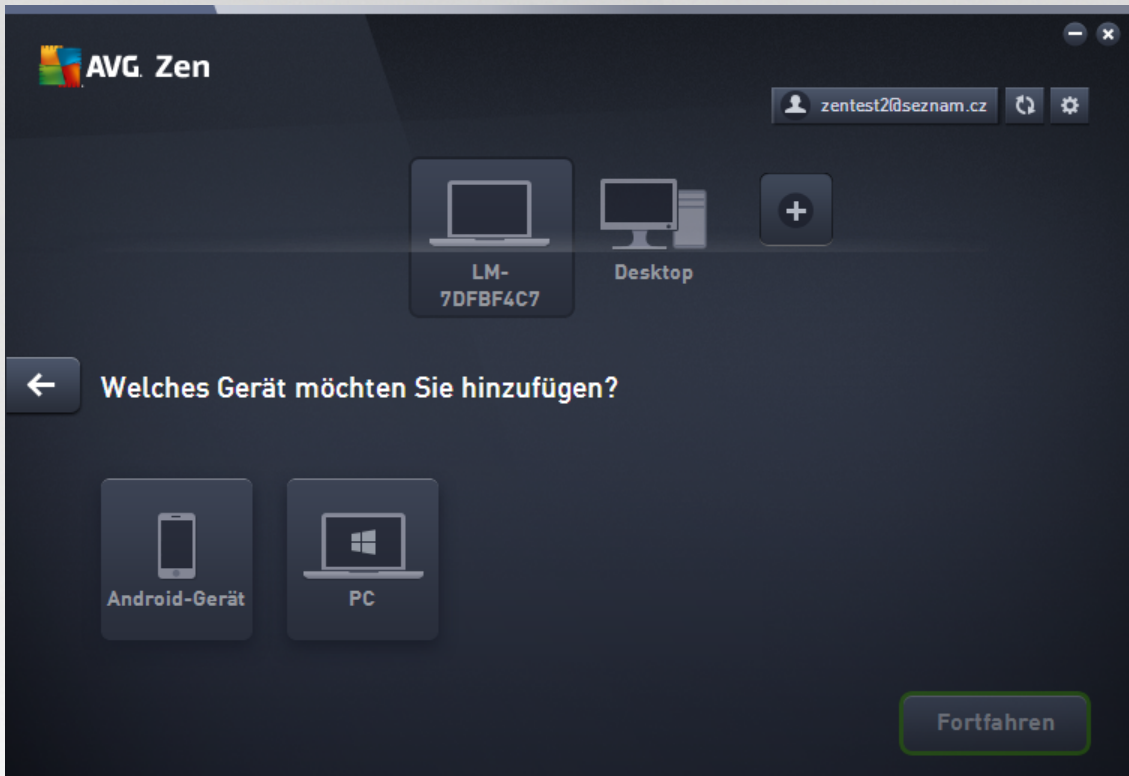 AVG. Zen
zentest2@seznam.cz
LM-
7DFBF4C7
Desktop
Welches Gerät möchten Sie hinzufügen?
Android-Gerät
PC
Fortfahren